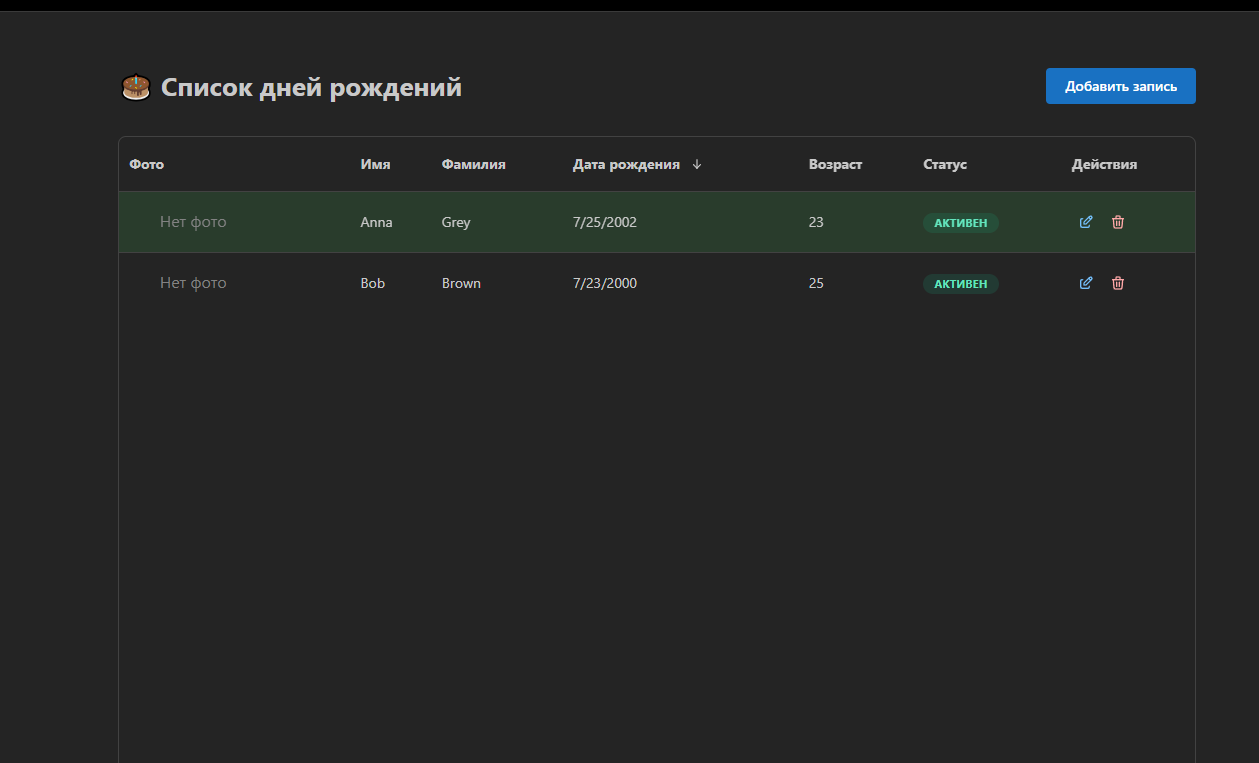 Список дней рождений
Добавить запись
Фото Имя Фамилия Дата рождения ↓ Возраст Статус Действия
Нет фото Anna Grey 7/25/2002 23 АКТИВЕН
Нет фото Bob Brown 7/23/2000 25 АКТИВЕН